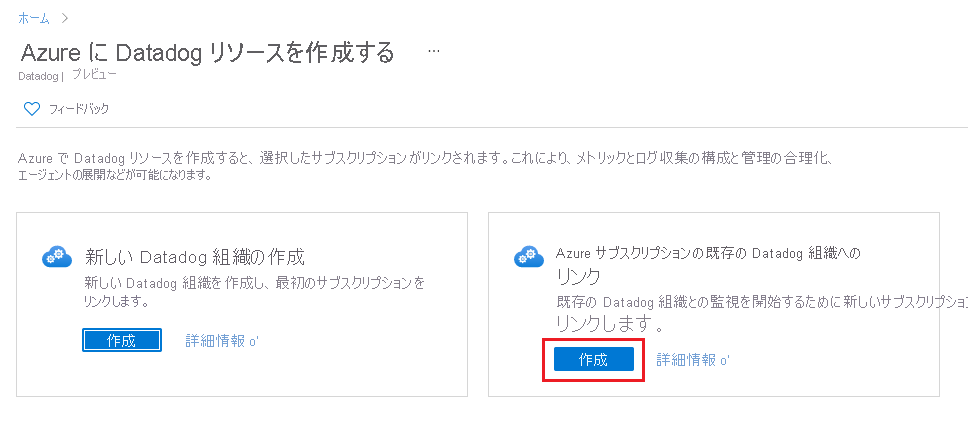 ホーム >
Azure に Datadog リソースを作成する ...
Datadog | プレビュー
フィードバック
Azure で Datadog リソースを作成すると、選択したサブスクリプションがリンクされます。これにより、メトリックとログ収集の構成と管理の合理化、
エージェントの展開などが可能になります。
新しい Datadog 組織の作成
新しい Datadog 組織を作成し、最初のサブスクリプションを
リンクします。
作成 詳細情報 o'
Azure サブスクリプションの既存の Datadog 組織への
リンク
既存の Datadog 組織との監視を開始するために新しいサブスクリプション
リンクします 。
作成 詳細情報 o'